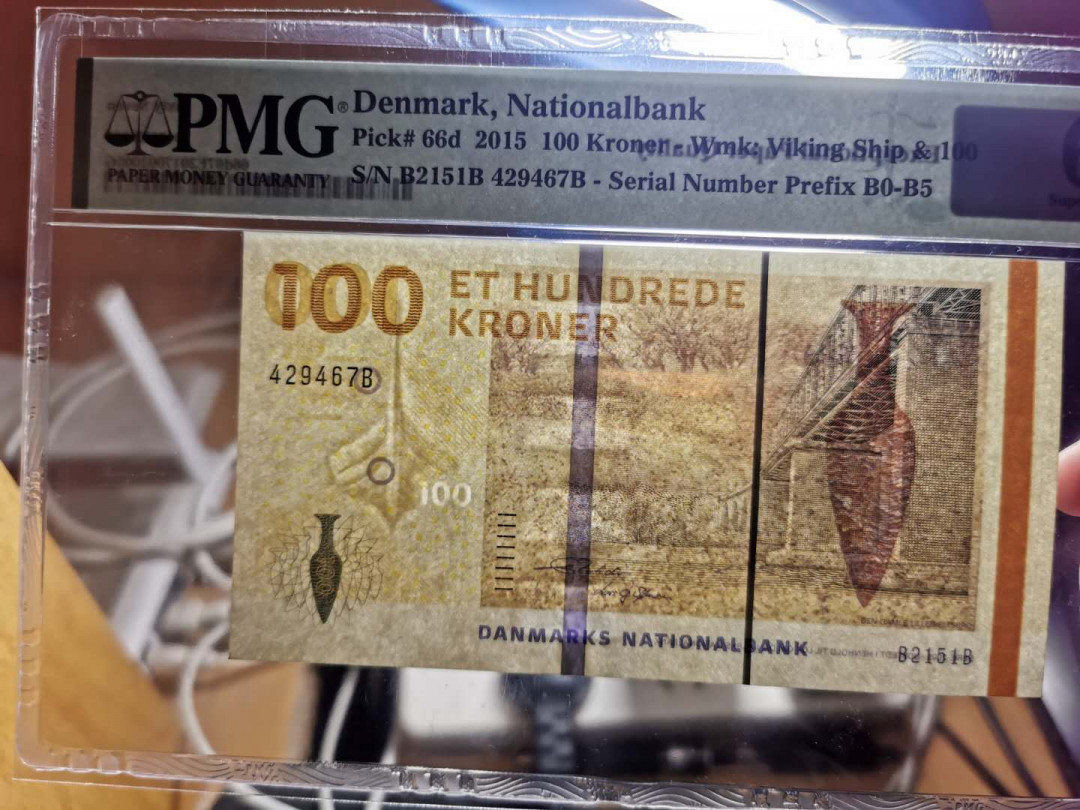 PMG®
PAPER MONEY GUARANTY
Denmark, Nationalbank
Pick# 66d 2015 100 Kroner - Wmk: Viking Ship & 100
S/N B2151B 429467B - Serial Number Prefix B0-B5
100
ET HUNDREDE
KRONER
429467B
100
DANMARKS NATIONALBANK
B2151B
PMG